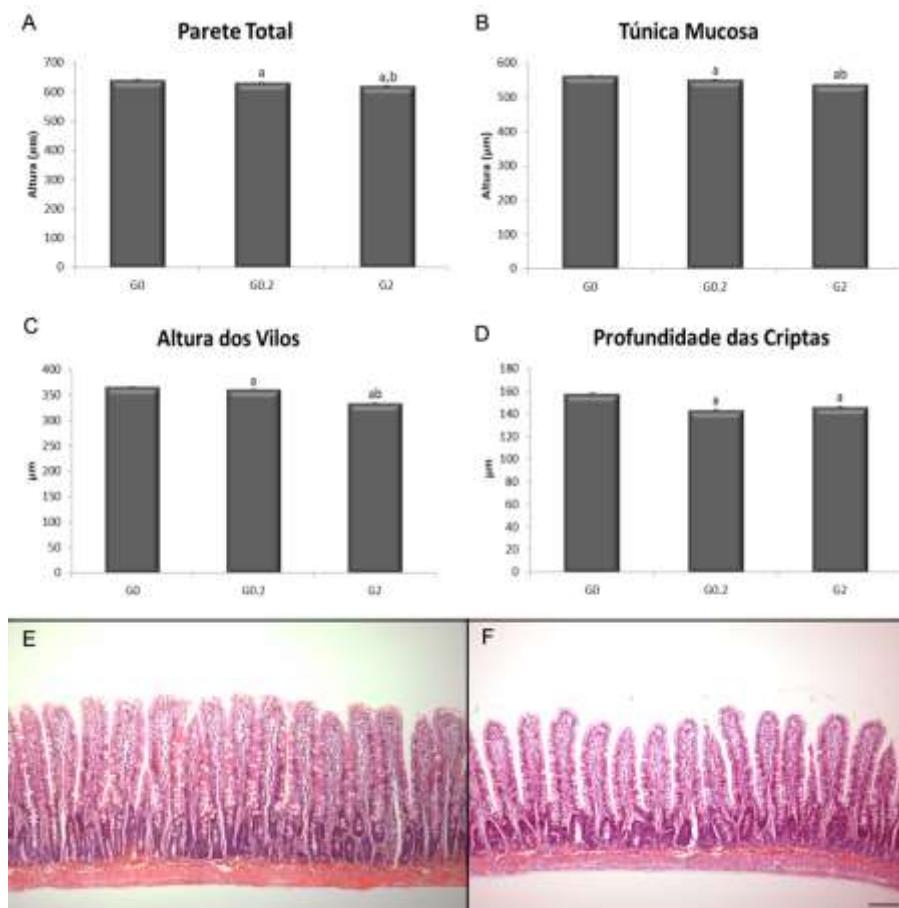 A
Parete Total
Altura (µm)
700
600
500
400
300
200
100
0
a
a,b
G0
G0.2
G2
B
Túnica Mucosa
Altura (µm)
600
500
400
300
200
100
0
a
ab
G0
G0.2
G2
C
Altura dos Vilos
µm
400
350
300
250
200
150
100
50
0
a
ab
G0
G0.2
G2
D
Profundidade das Criptas
µm
180
160
140
120
100
80
60
40
20
0
a
a
G0
G0.2
G2
E
F